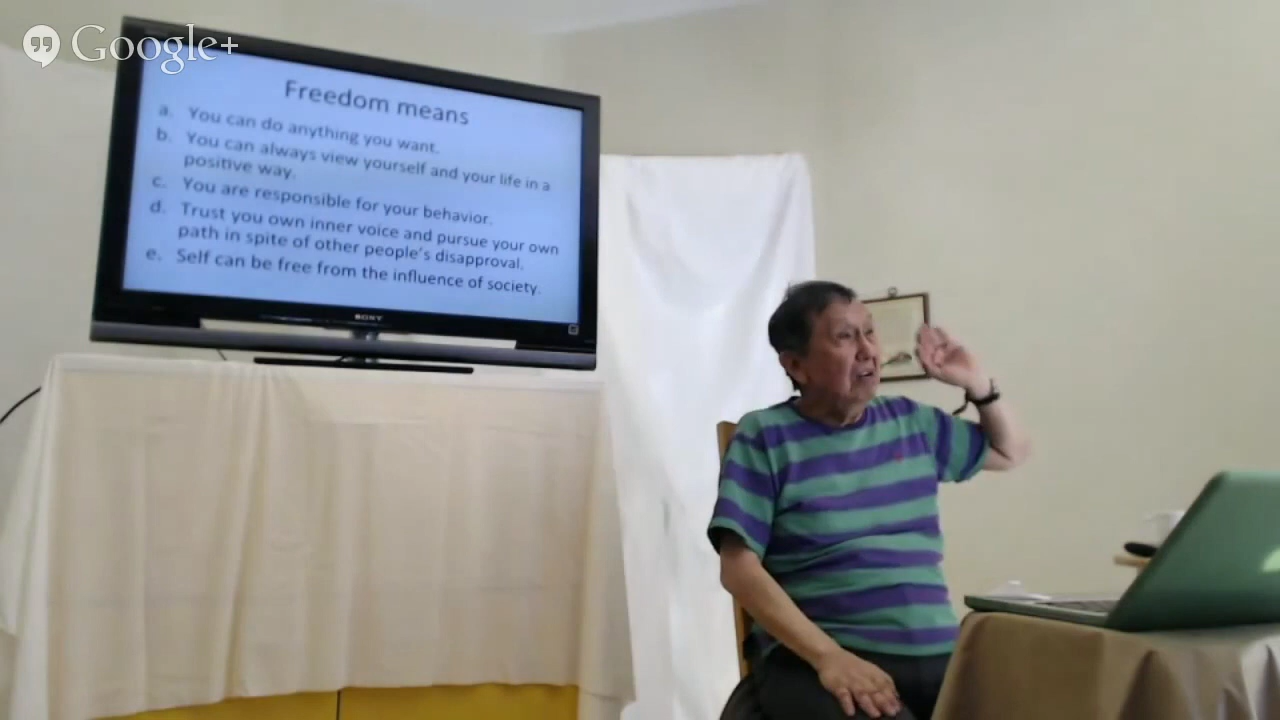 Google+
Freedom means
a. You can do anything you want.
b. You can always view yourself and your life in a
positive way.
c. You are responsible for your behavior.
d. Trust you own inner voice and pursue your own
path in spite of other people's disapproval.
e. Self can be free from the influence of society.
SONY